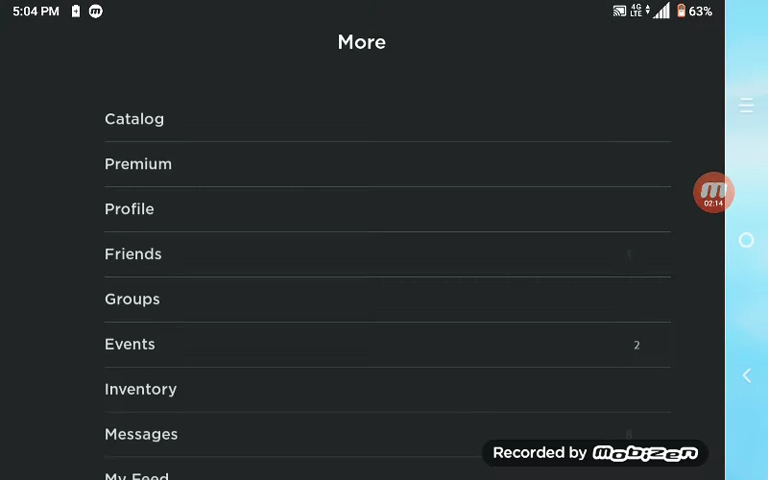 5:04 PM
4G
LTE
63%
More
Catalog
Premium
Profile
02:14
Friends
Groups
Events
2
Inventory
Messages
Recorded by mobizen
My Feed